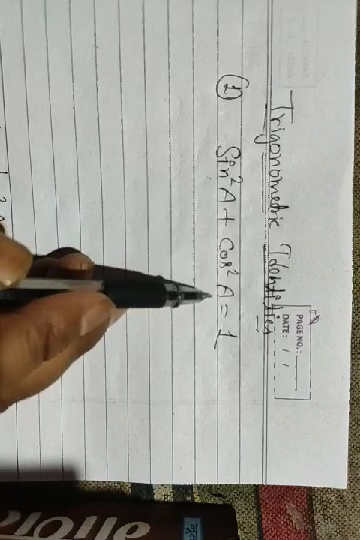 PAGE NO.:
DATE: / /
Trigonometric Identities
(1) Sin²A + Cos²A = 1